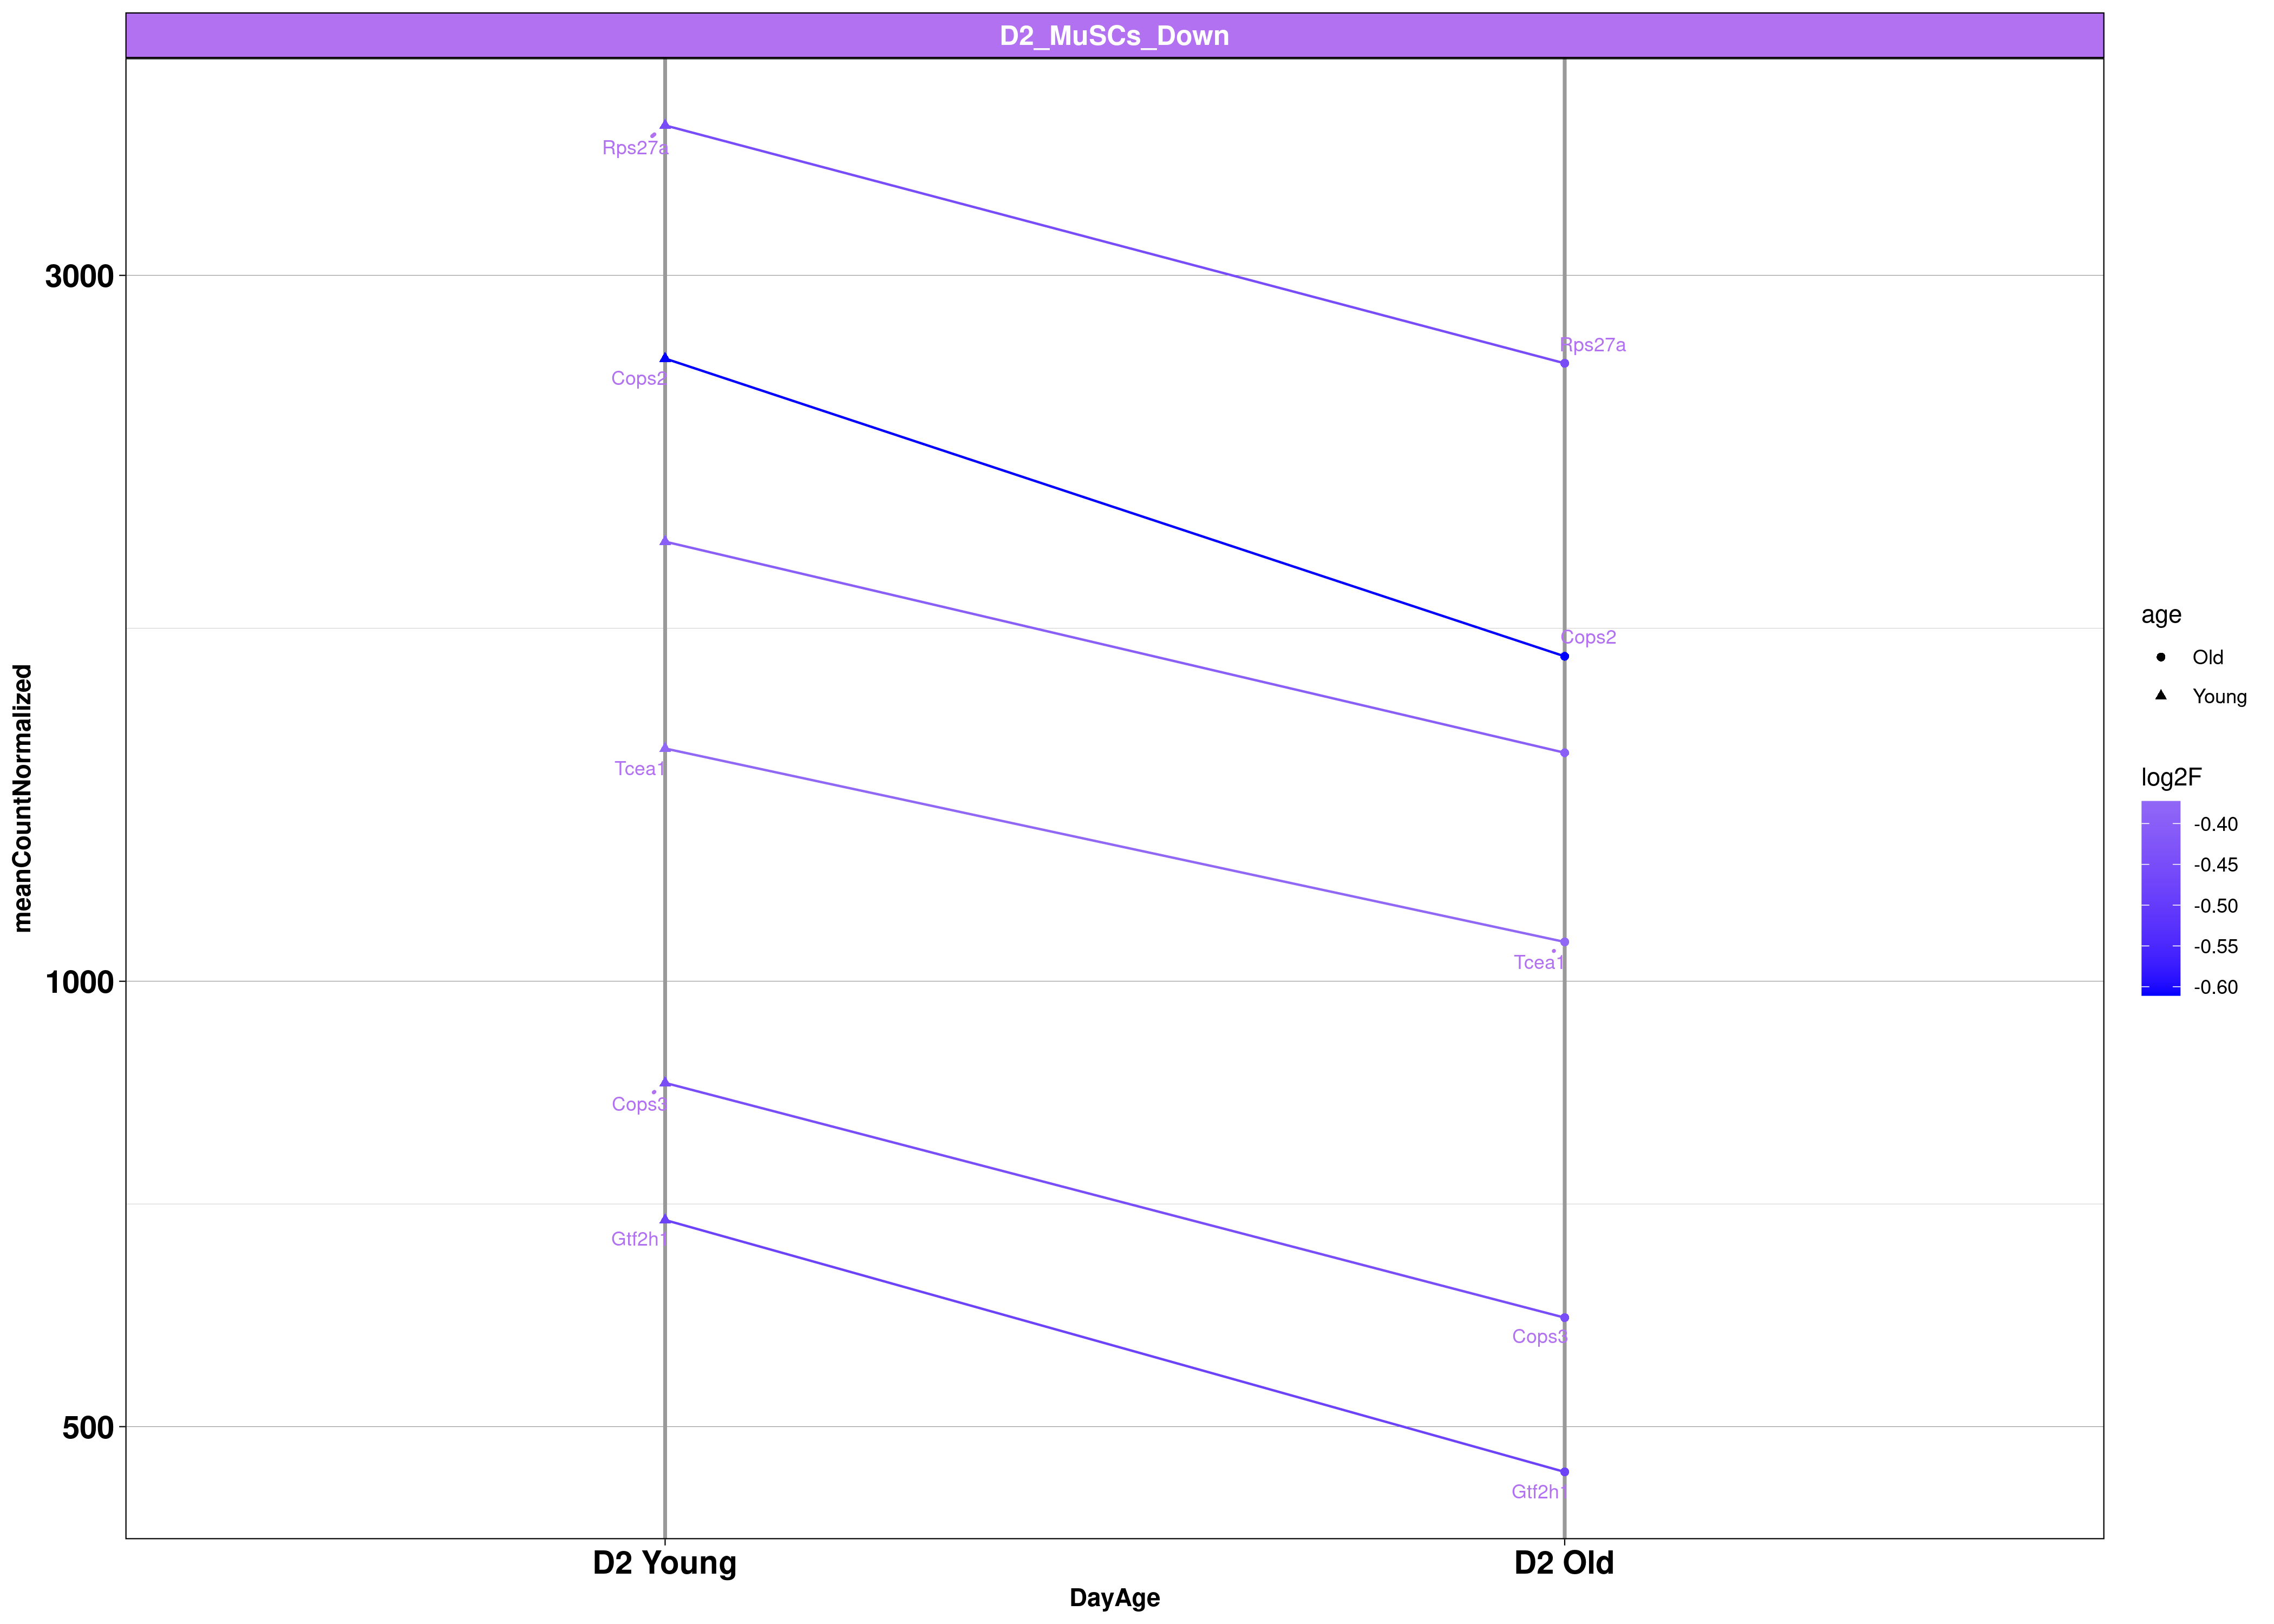 D2_MuSCs_Down
Rps27a
3000
Rps27a
Cops2
Cops2
Tcea1
Tcea1
1000
Cops3
Gtf2h1
Cops3
500
Gtf2h1
D2 Young
D2 Old
DayAge
meanCountNormalized
age
Old
Young
log2F
-0.40
-0.45
-0.50
-0.55
-0.60